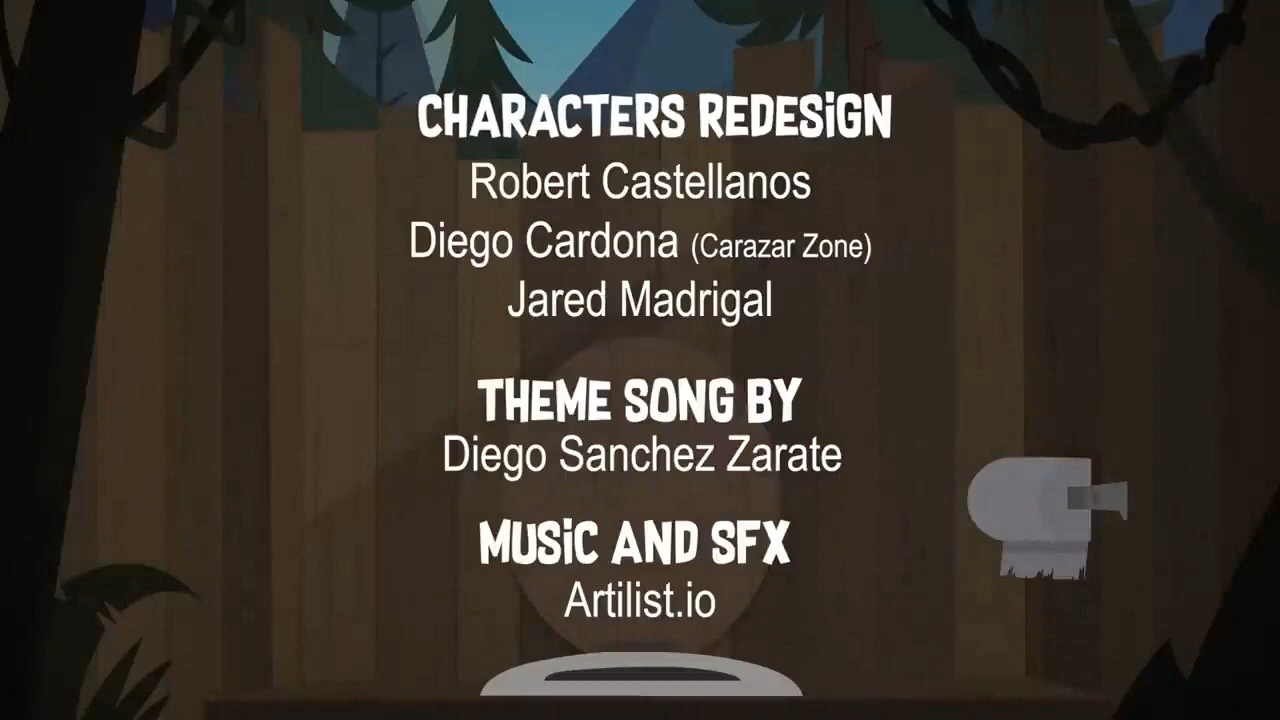 CHARACTERS REDESIGN
Robert Castellanos
Diego Cardona (Carazar Zone)
Jared Madrigal
THEME SONG BY
Diego Sanchez Zarate
MUSIC AND SFX
Artilist.io